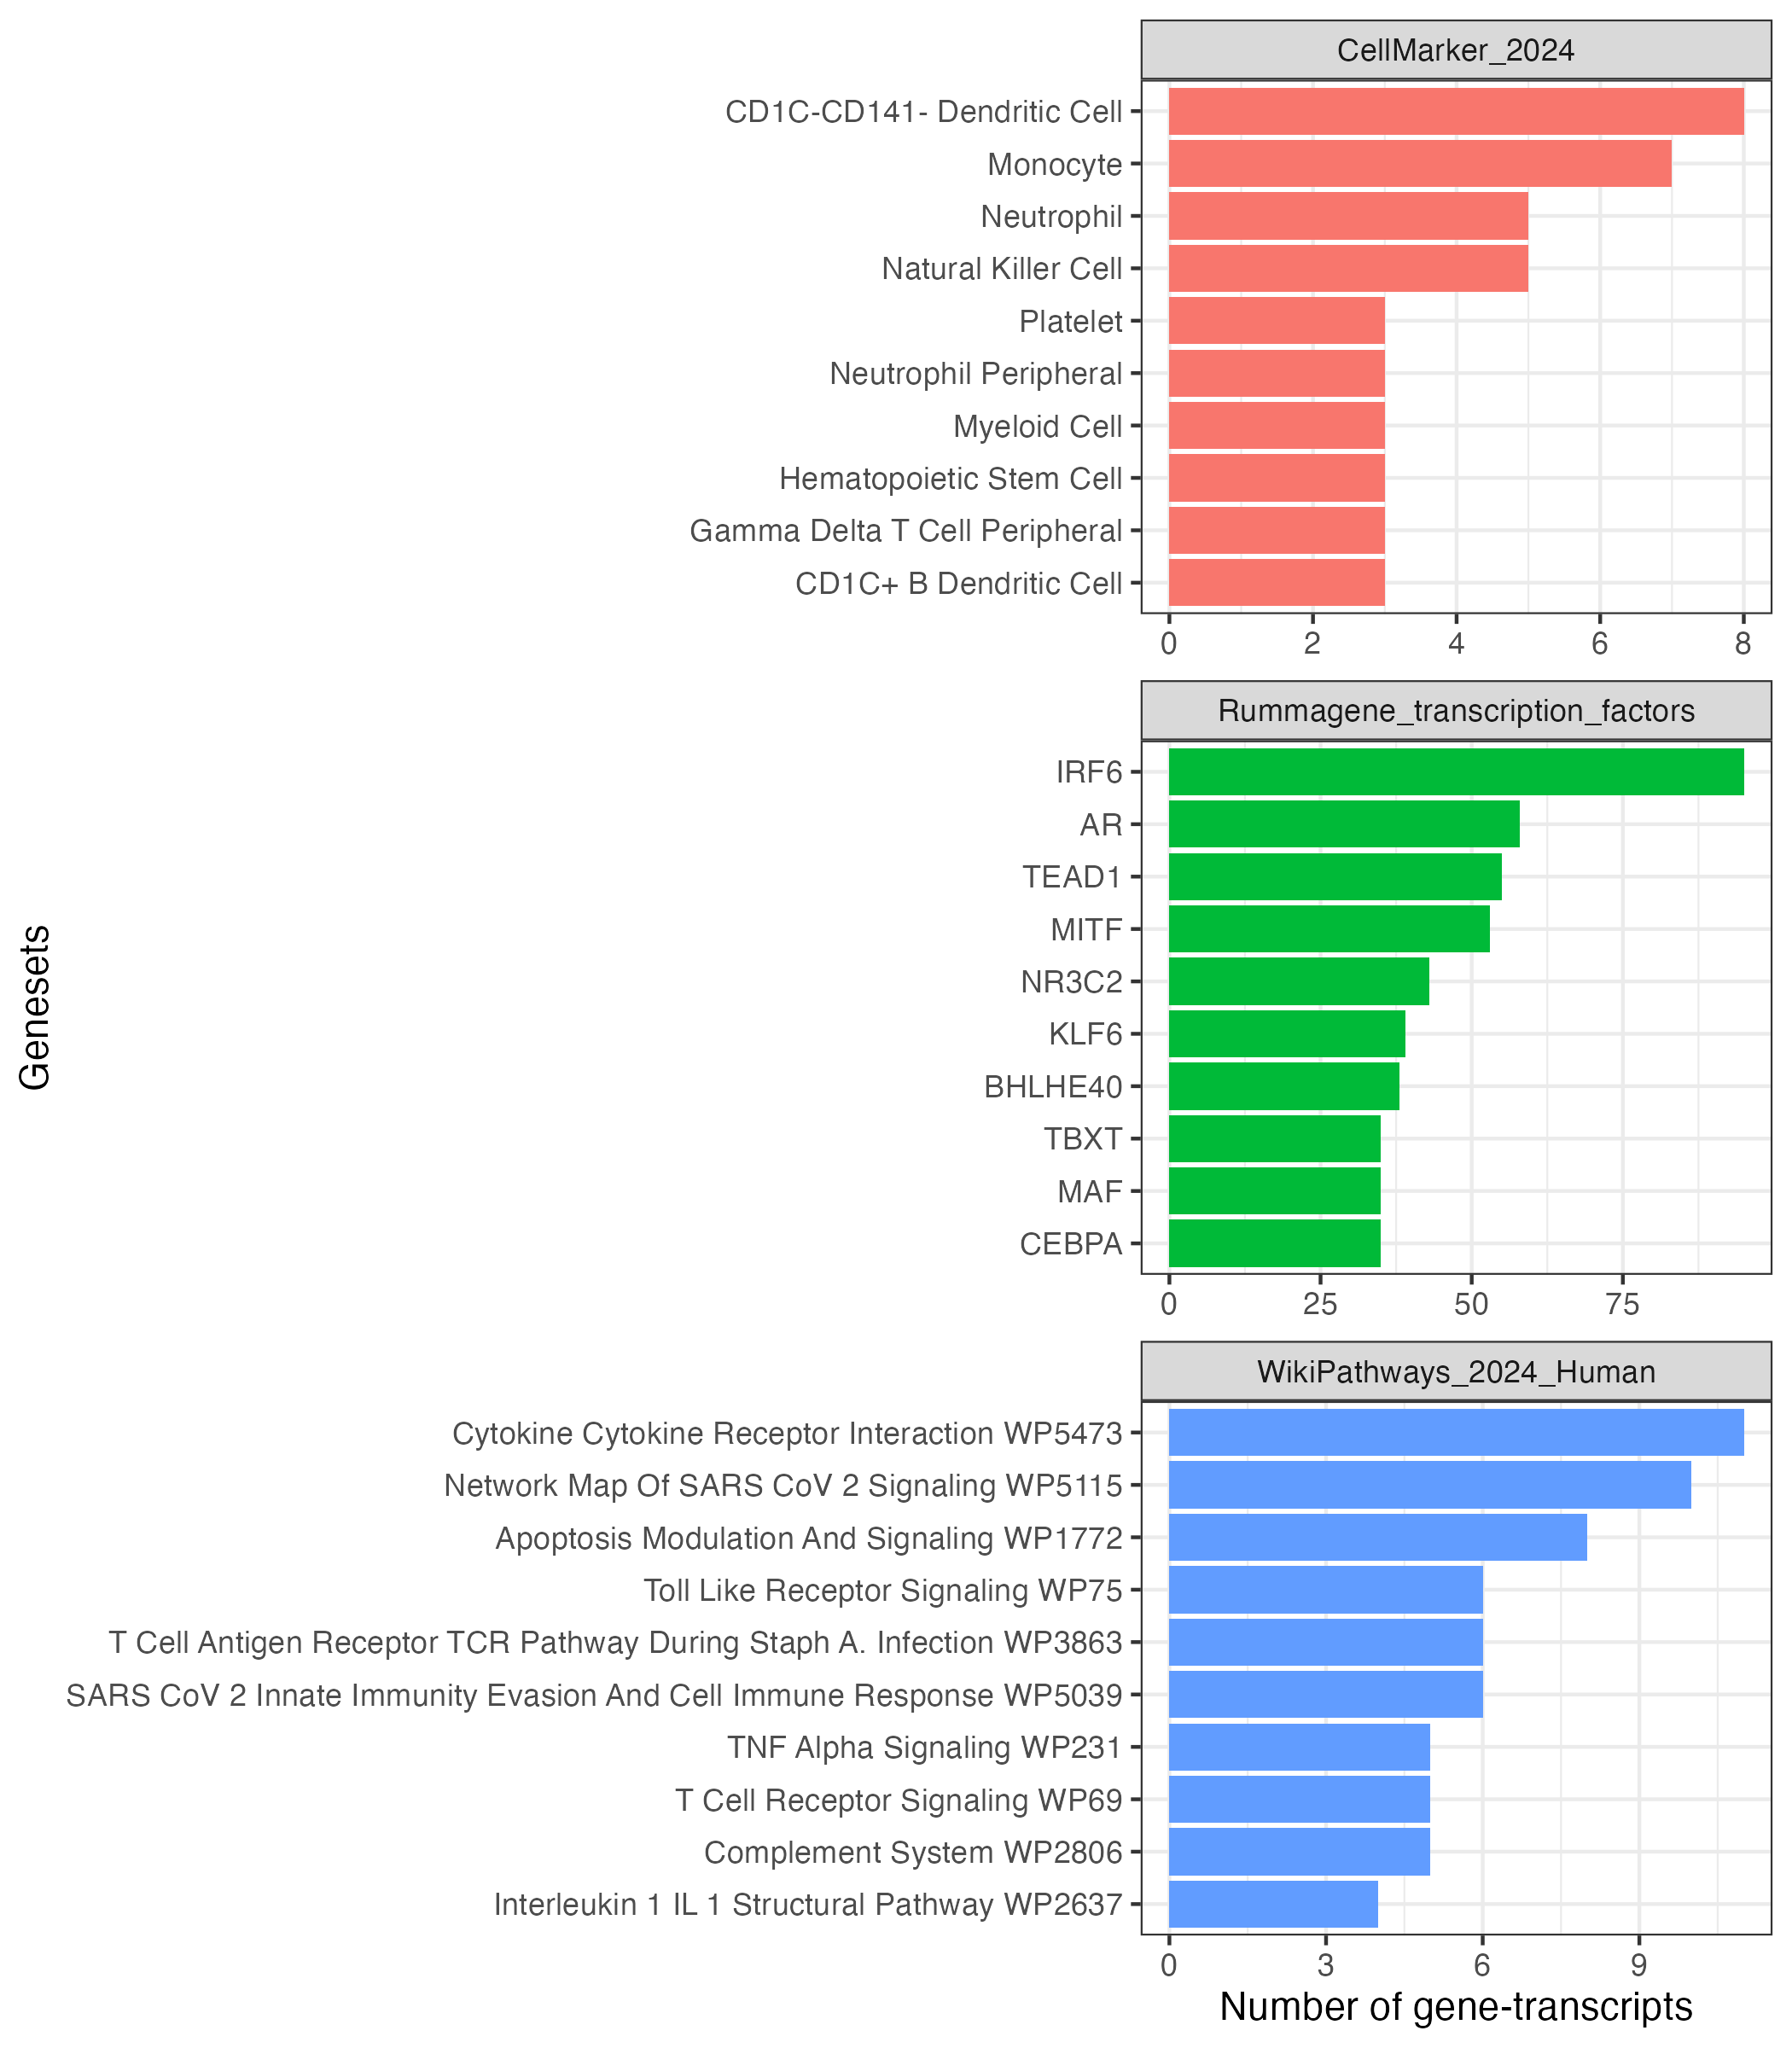 CellMarker_2024
CD1C-CD141- Dendritic Cell
Monocyte
Neutrophil
Natural Killer Cell
Platelet
Neutrophil Peripheral
Myeloid Cell
Hematopoietic Stem Cell
Gamma Delta T Cell Peripheral
CD1C+ B Dendritic Cell
0 2 4 6 8
Rummagene_transcription_factors
IRF6
AR
TEAD1
MITF
NR3C2
KLF6
BHLHE40
TBXT
MAF
CEBPA
0 25 50 75
Genesets
WikiPathways_2024_Human
Cytokine Cytokine Receptor Interaction WP5473
Network Map Of SARS CoV 2 Signaling WP5115
Apoptosis Modulation And Signaling WP1772
Toll Like Receptor Signaling WP75
T Cell Antigen Receptor TCR Pathway During Staph A. Infection WP3863
SARS CoV 2 Innate Immunity Evasion And Cell Immune Response WP5039
TNF Alpha Signaling WP231
T Cell Receptor Signaling WP69
Complement System WP2806
Interleukin 1 IL 1 Structural Pathway WP2637
0 3 6 9
Number of gene-transcripts